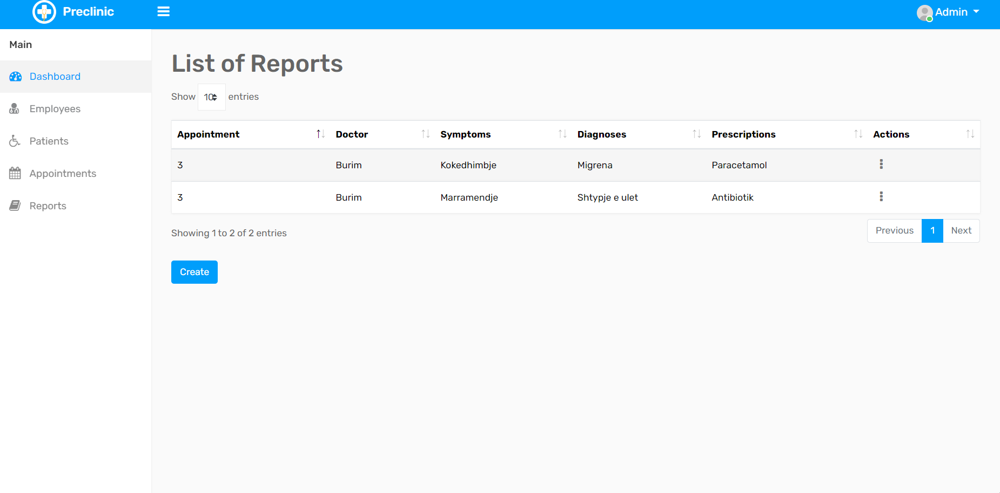 Preclinic
Admin
Main
Dashboard
Employees
Patients
Appointments
Reports
List of Reports
Show 10 entries
Appointment Doctor Symptoms Diagnoses Prescriptions Actions
3 Burim Kokedhimbje Migrena Paracetamol
3 Burim Marramendje Shtypje e ulet Antibiotik
Showing 1 to 2 of 2 entries
Previous 1 Next
Create